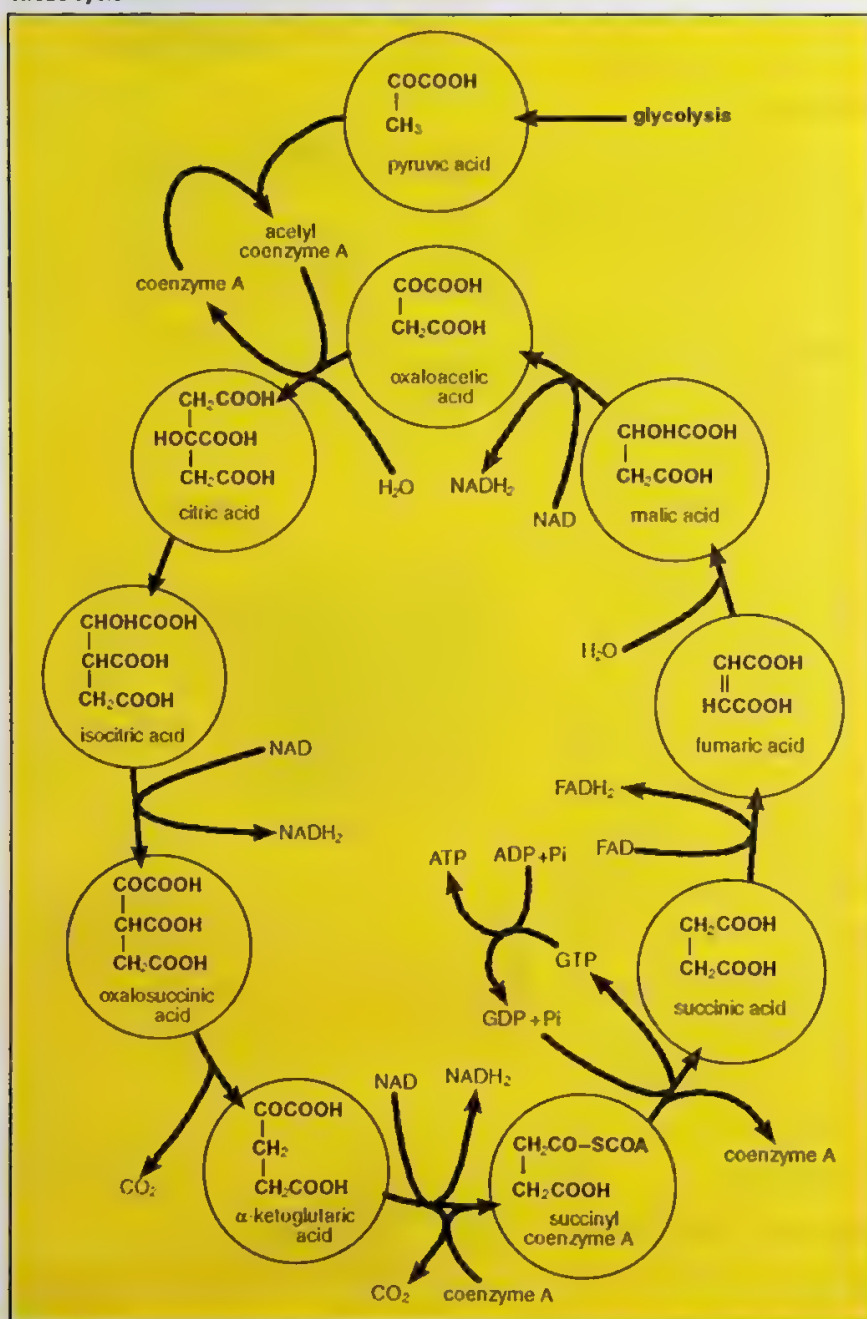 COCOOH
|
CH₃
pyruvic acid
glycolysis
acetyl
coenzyme A
coenzyme A
COCOOH
|
CH₂COOH
oxaloacetic
acid
CH₂COOH
|
HOCCOOH
|
CH₂COOH
citric acid
H₂O
NADH₂
NAD
CHOHCOOH
|
CH₂COOH
malic acid
CHOHCOOH
|
CHCOOH
|
CH₂COOH
isocitric acid
H₂O
CHCOOH
||
HCCOOH
fumaric acid
NAD
NADH₂
FADH₂
FAD
ATP
ADP+Pi
GTP
GDP+Pi
COCOOH
|
CHCOOH
|
CH₂COOH
oxalosuccinic
acid
CH₂COOH
|
CH₂COOH
succinic acid
CO₂
COCOOH
|
CH₂
|
CH₂COOH
α-ketoglutaric
acid
NAD
NADH₂
CO₂
coenzyme A
CH₂CO–SCOA
|
CH₂COOH
succinyl
coenzyme A
coenzyme A